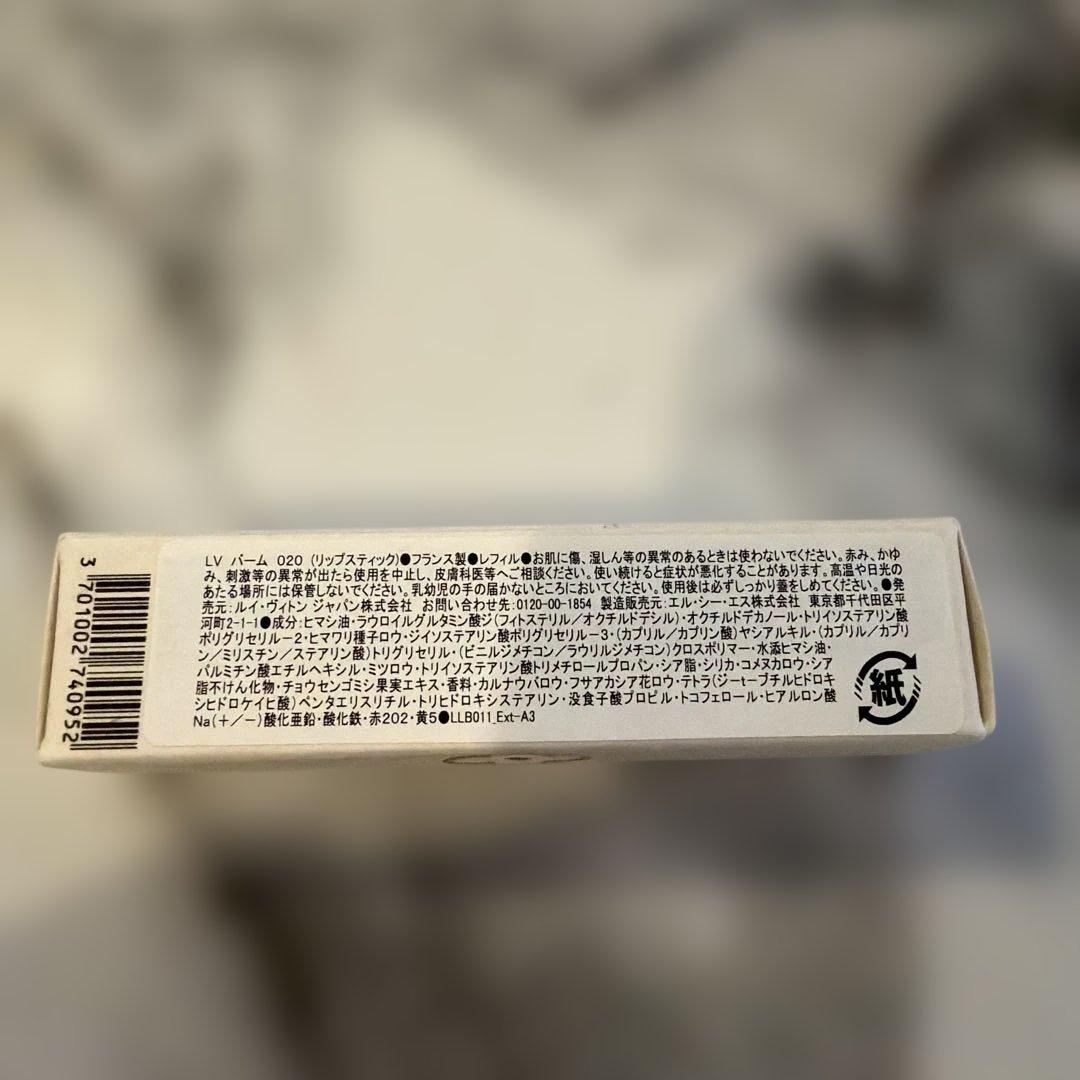 LV バーム 020 (リップスティック)●フランス製●レフィル●お肌に傷、湿しん等の異常のあるときは使わないでください。赤み、かゆ
み、刺激等の異常が出たら使用を中止し、皮膚科医等へご相談ください。使い続けると症状が悪化することがあります。高温や日光の
あたる場所には保管しないでください。乳幼児の手の届かないところにおいてください。使用後は必ずしっかり蓋をしめてください。●発
売元:ルイ・ヴィトン ジャパン株式会社 お問い合わせ先:0120-00-1854 製造販売元:エル・シー・エス株式会社 東京都千代田区平
河町2-1-1●成分:ヒマシ油・ラウロイルグルタミン酸ジ(フィトステリル/オクチルドデシル)・オクチルドデカノール・トリイソステアリン酸
ポリグリセリル-2・ヒマワリ種子ロウ・ジイソステアリン酸ポリグリセリル-3・(カプリル/カプリン酸)ヤシアルキル・(カプリル/カプリ
ン/ミリスチン/ステアリン酸)トリグリセリル・(ビニルジメチコン/ラウリルジメチコン)クロスポリマー・水添ヒマシ油・
パルミチン酸エチルヘキシル・ミツロウ・トリイソステアリン酸トリメチロールプロパン・シア脂・シリカ・コメヌカロウ・シア
脂不けん化物・チョウセンゴミシ果実エキス・香料・カルナウバロウ・フサアカシア花ロウ・テトラ(ジ-t-ブチルヒドロキ
シヒドロケイヒ酸)ペンタエリスリチル・トリヒドロキシステアリン・没食子酸プロピル・トコフェロール・ヒアルロン酸
Na(+/-)酸化亜鉛・酸化鉄・赤202・黄5●LLB011_Ext-A3
紙
3 701002 740952